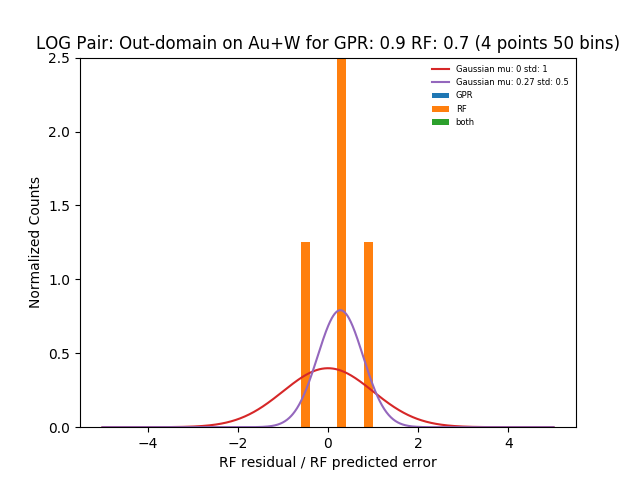 LOG Pair: Out-domain on Au+W for GPR: 0.9 RF: 0.7 (4 points 50 bins)
Gaussian mu: 0 std: 1
Gaussian mu: 0.27 std: 0.5
GPR
RF
both
Normalized Counts
2.5
2.0
1.5
1.0
0.5
0.0
−4 −2 0 2 4
RF residual / RF predicted error